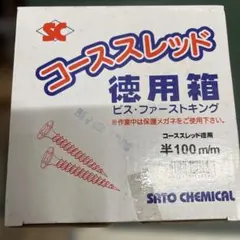 SC
コーススレッド
徳用箱
ビス・ファーストキング
※作業中は保護メガネをご使用下さい。
コーススレッド徳用
半100m/m
SATO CHEMICAL